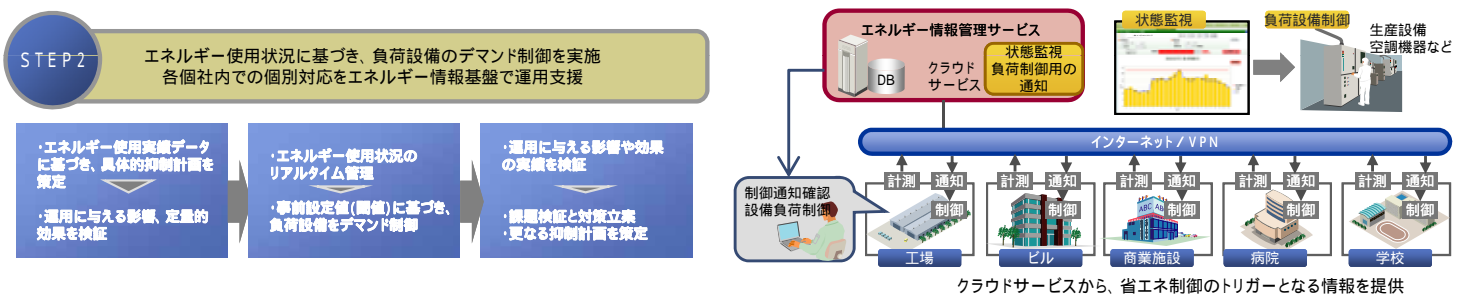 STEP2
エネルギー使用状況に基づき、負荷設備のデマンド制御を実施
各個社内での個別対応をエネルギー情報基盤で運用支援
・エネルギー使用実績データ
に基づき、具体的抑制計画を
策定
・運用に与える影響、定量的
効果を検証
・エネルギー使用状況の
リアルタイム管理
・事前設定値(閾値)に基づき、
負荷設備をデマンド制御
・運用に与える影響や効果
の実績を検証
・課題検証と対策立案
・更なる抑制計画を策定
エネルギー情報管理サービス
DB
クラウド
サービス
状態監視
負荷制御用の
通知
状態監視
負荷設備制御
生産設備
空調機器など
インターネット/VPN
制御通知確認
設備負荷制御
計測 通知
制御
工場
計測 通知
制御
ビル
計測 通知
ABC AB
制御
商業施設
計測 通知
制御
病院
計測 通知
制御
学校
クラウドサービスから、省エネ制御のトリガーとなる情報を提供